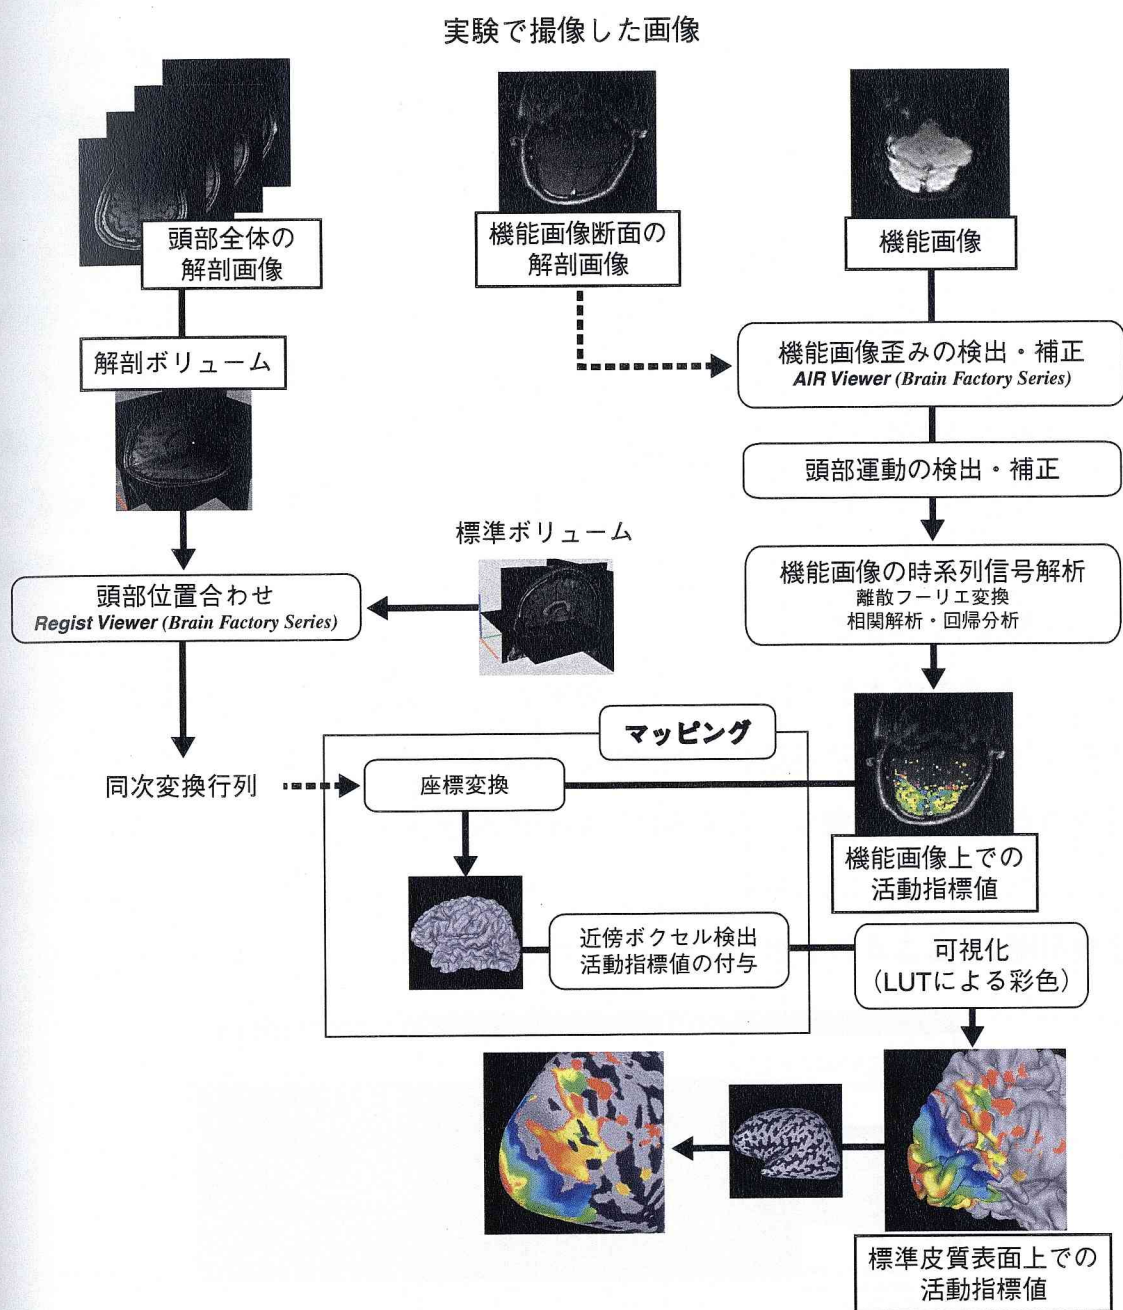 実験で撮像した画像
頭部全体の
解剖画像
機能画像断面の
解剖画像
機能画像
解剖ボリューム
機能画像歪みの検出・補正
AIR Viewer (Brain Factory Series)
頭部運動の検出・補正
標準ボリューム
機能画像の時系列信号解析
離散フーリエ変換
相関解析・回帰分析
頭部位置合わせ
Regist Viewer (Brain Factory Series)
マッピング
同次変換行列
座標変換
機能画像上での
活動指標値
近傍ボクセル検出
活動指標値の付与
可視化
（LUTによる彩色）
標準皮質表面上での
活動指標値